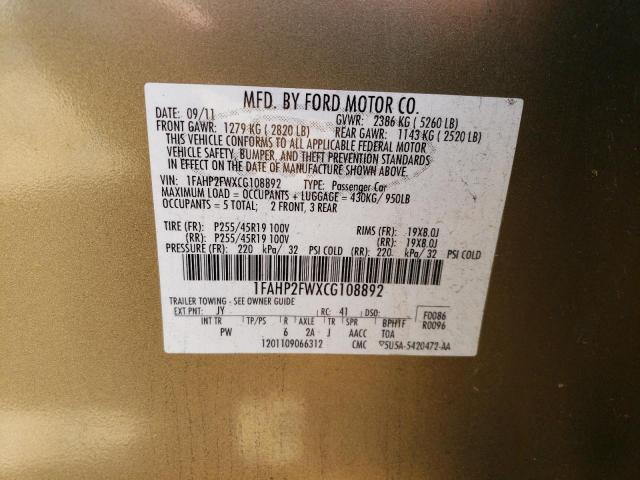 MFD. BY FORD MOTOR CO.
DATE: 09/11 GVWR: 2386 KG ( 5260 LB)
FRONT GAWR: 1279 KG ( 2820 LB) REAR GAWR: 1143 KG ( 2520 LB)
THIS VEHICLE CONFORMS TO ALL APPLICABLE FEDERAL MOTOR
VEHICLE SAFETY, BUMPER, AND THEFT PREVENTION STANDARDS
IN EFFECT ON THE DATE OF MANUFACTURE SHOWN ABOVE.
VIN: 1FAHP2FWXCG108892 TYPE: Passenger Car
MAXIMUM LOAD = OCCUPANTS + LUGGAGE = 430KG/ 950LB
OCCUPANTS = 5 TOTAL; 2 FRONT, 3 REAR
TIRE (FR): P255/45R19 100V RIMS (FR): 19X8.0J
(RR): P255/45R19 100V (RR): 19X8.0J
PRESSURE (FR): 220 kPa/ 32 PSI COLD (RR): 220 kPa/ 32 PSI COLD
1FAHP2FWXCG108892
TRAILER TOWING - SEE OWNER GUIDE
EXT PNT: JY RC: 41 DSO: F0086
INT TR TP/PS R AXLE TR SPR BPHTF R0096
PW 6 2A J AACC TOA
1201109066312 CMC 5U5A-5420472-AA